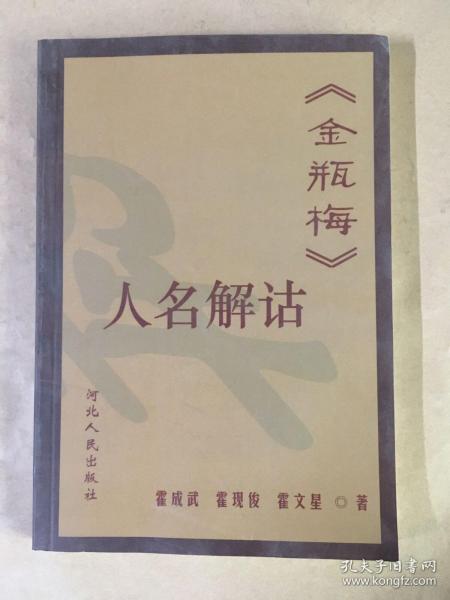 《金瓶梅》
人名解诂
河北人民出版社
霍成武 霍现俊 霍文星 ◎ 著
孔夫子旧书网
www.kongfz.com